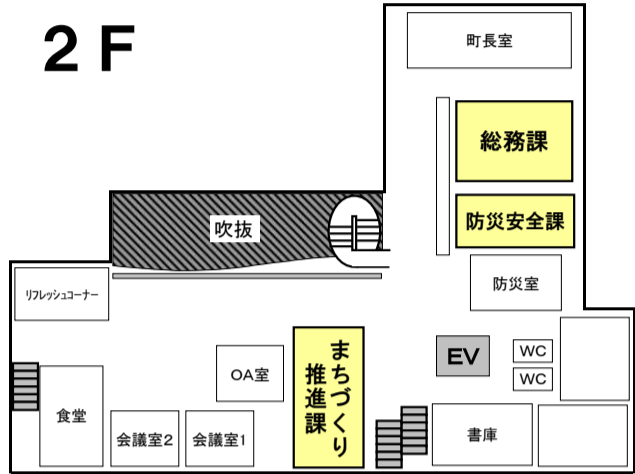 ２Ｆ
町長室
総務課
吹抜
防災安全課
リフレッシュコーナー
防災室
まちづくり
推進課
EV
WC
WC
OA室
食堂
会議室2
会議室1
書庫